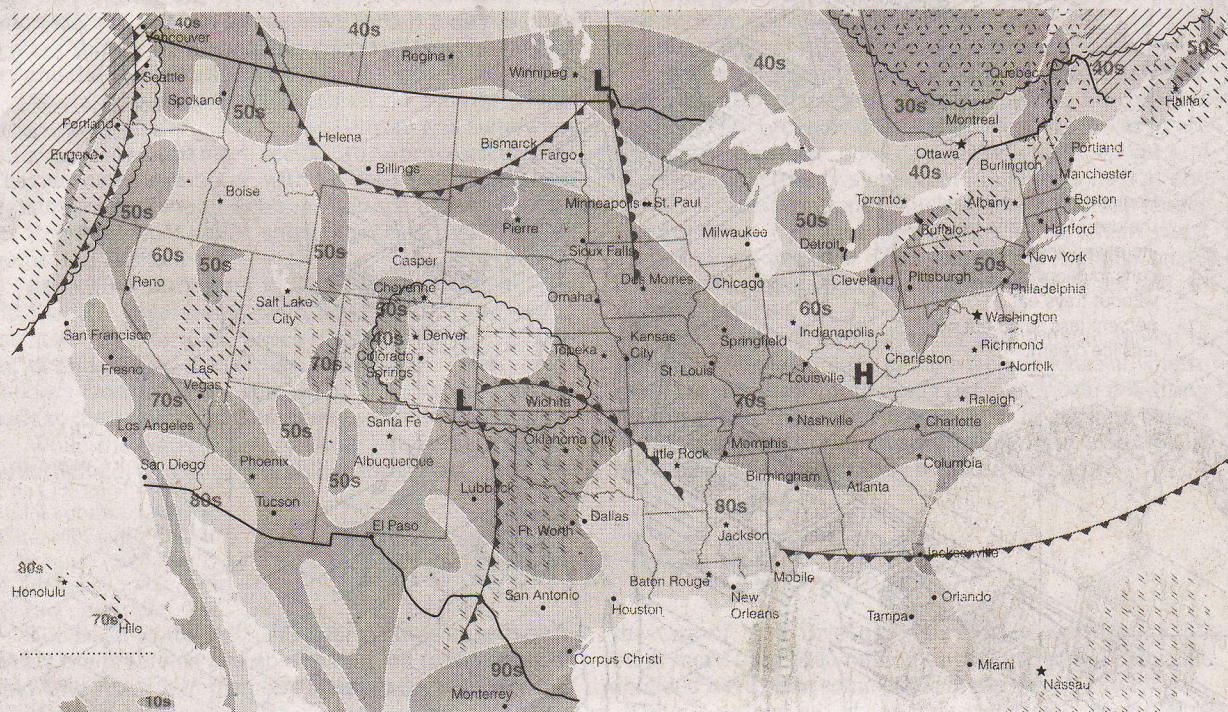 40s
Vancouver
Seattle
Spokane
Portland
Eugene
50s
40s
Regina
Winnipeg
L
40s
Quebec
40s
50s
Halifax
30s
Montreal
Ottawa
Burlington
Portland
Manchester
Helena
Billings
Bismarck
Fargo
Boise
50s
Minneapolis
St. Paul
Pierre
Sioux Falls
50s
Toronto
40s
Albany
Boston
Buffalo
Hartford
Milwaukee
Detroit
60s
50s
50s
Casper
Cheyenne
Des Moines
Chicago
Cleveland
Pittsburgh
50s
New York
Philadelphia
Reno
Salt Lake
City
Omaha
60s
Washington
San Francisco
Fresno
Denver
40s
Colorado
Springs
70s
Topeka
Kansas
City
Springfield
Indianapolis
Charleston
Richmond
Norfolk
Las
Vegas
St. Louis
Louisville
H
70s
L
Wichita
70s
Raleigh
Los Angeles
50s
Santa Fe
Albuquerque
Oklahoma City
Nashville
Charlotte
Memphis
Little Rock
Columbia
San Diego
Phoenix
50s
Birmingham
Atlanta
80s
Tucson
El Paso
Lubbock
Ft. Worth
Dallas
80s
Jackson
Jacksonville
80s
Honolulu
70s
Hilo
San Antonio
Houston
Baton Rouge
New
Orleans
Mobile
Orlando
Tampa
Corpus Christi
90s
Monterrey
Miami
Nassau
10s